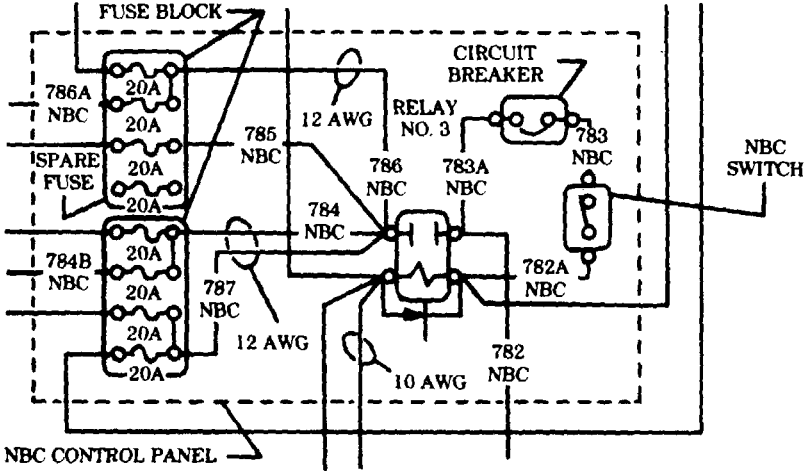 FUSE BLOCK
CIRCUIT
BREAKER
20A
786A
NBC
20A
12 AWG
RELAY
NO. 3
785
NBC
783
NBC
NBC
SWITCH
SPARE
FUSE
20A
786
NBC
783A
NBC
20A
784
NBC
20A
784B
NBC
782A
NBC
20A
787
NBC
20A
12 AWG
782
NBC
20A
10 AWG
NBC CONTROL PANEL